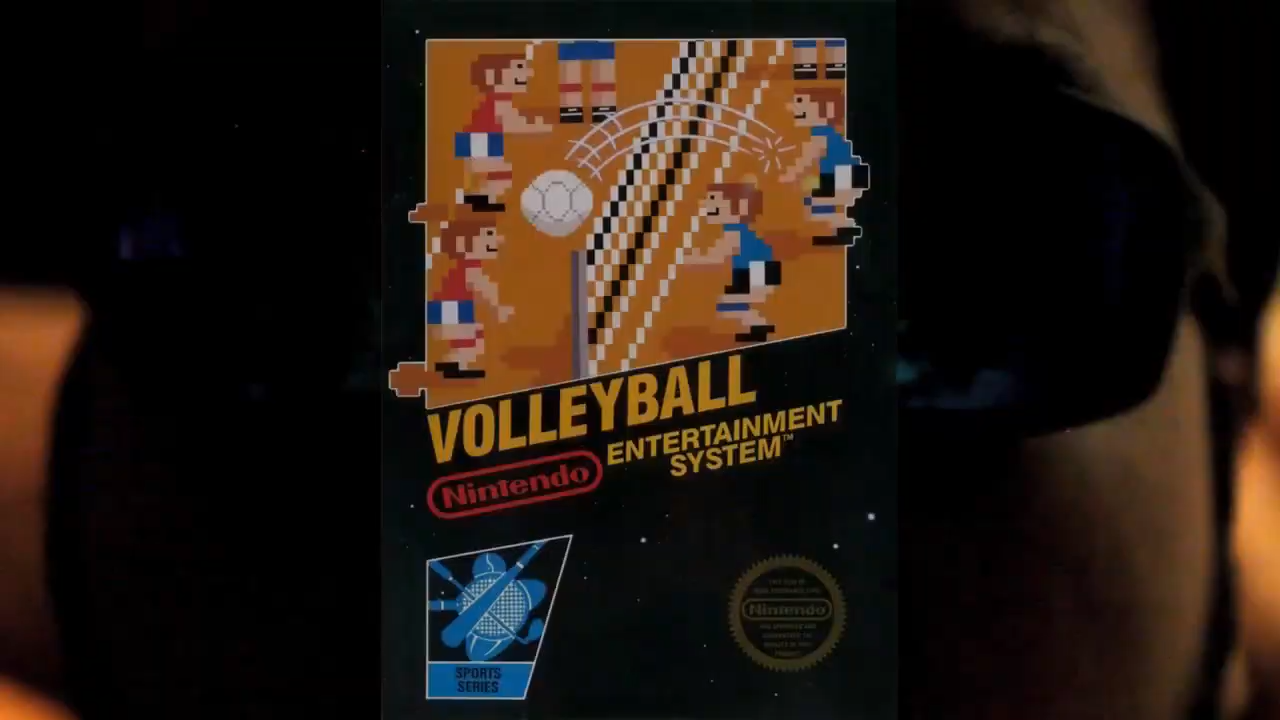 VOLLEYBALL
Nintendo
ENTERTAINMENT
SYSTEM™
SPORTS
SERIES
Nintendo